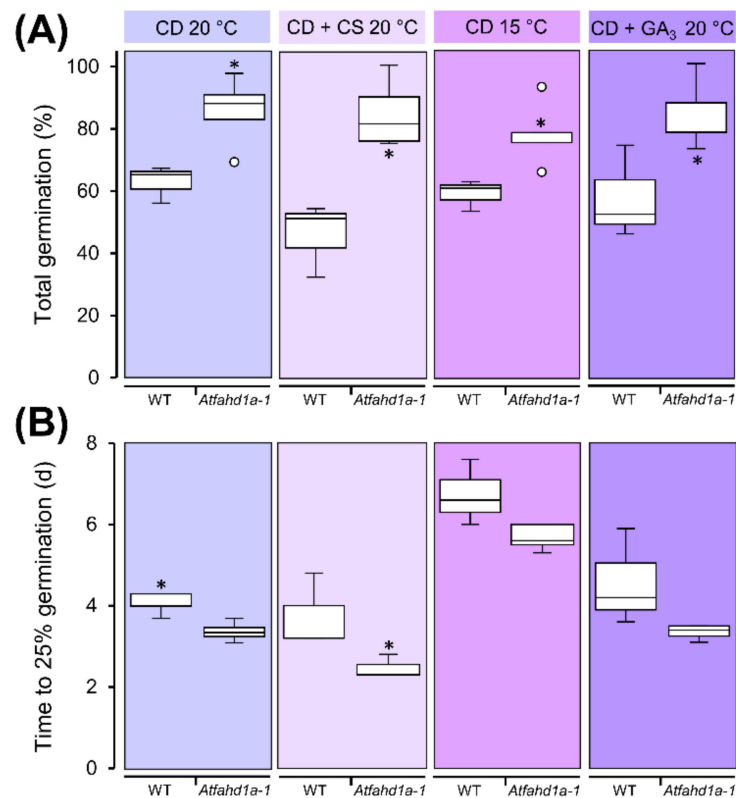 (A)
CD 20 °C CD + CS 20 °C CD 15 °C CD + GA₃ 20 °C
Total germination (%)
100
80
60
40
20
0
* * * *
WT Atfahd1a-1 WT Atfahd1a-1 WT Atfahd1a-1 WT Atfahd1a-1
(B)
Time to 25% germination (d)
8
6
4
2
0
* *
WT Atfahd1a-1 WT Atfahd1a-1 WT Atfahd1a-1 WT Atfahd1a-1